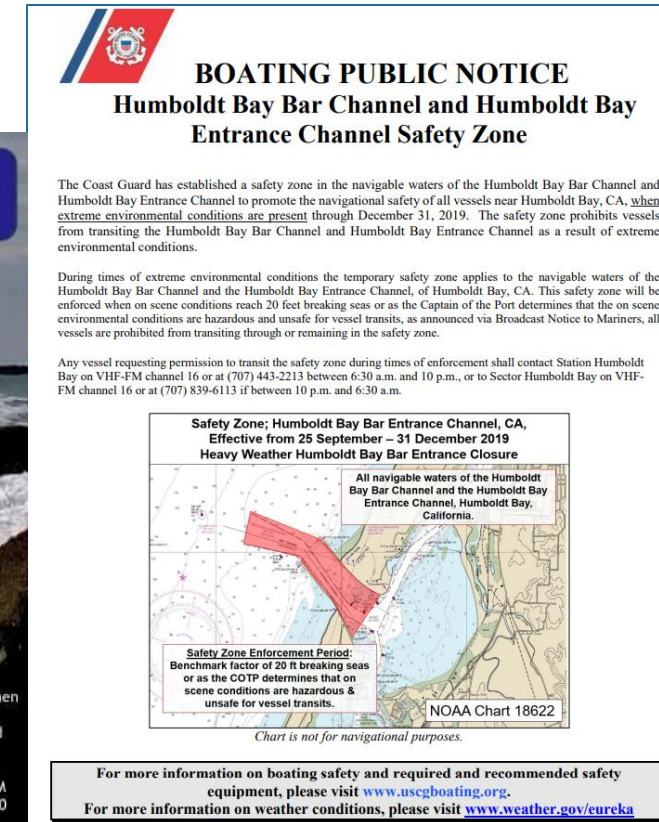 BOATING PUBLIC NOTICE
Humboldt Bay Bar Channel and Humboldt Bay
Entrance Channel Safety Zone
The Coast Guard has established a safety zone in the navigable waters of the Humboldt Bay Bar Channel and
Humboldt Bay Entrance Channel to promote the navigational safety of all vessels near Humboldt Bay, CA, when
extreme environmental conditions are present through December 31, 2019. The safety zone prohibits vessels
from transiting the Humboldt Bay Bar Channel and Humboldt Bay Entrance Channel as a result of extreme
environmental conditions.
During times of extreme environmental conditions the temporary safety zone applies to the navigable waters of the
Humboldt Bay Bar Channel and the Humboldt Bay Entrance Channel, of Humboldt Bay, CA. This safety zone will be
enforced when on scene conditions reach 20 feet breaking seas or as the Captain of the Port determines that the on scene
environmental conditions are hazardous and unsafe for vessel transits, as announced via Broadcast Notice to Mariners, all
vessels are prohibited from transiting through or remaining in the safety zone.
Any vessel requesting permission to transit the safety zone during times of enforcement shall contact Station Humboldt
Bay on VHF-FM channel 16 or at (707) 443-2213 between 6:30 a.m. and 10 p.m., or to Sector Humboldt Bay on VHF-
FM channel 16 or at (707) 839-6113 if between 10 p.m. and 6:30 a.m.
Safety Zone; Humboldt Bay Bar Entrance Channel, CA,
Effective from 25 September – 31 December 2019
Heavy Weather Humboldt Bay Bar Entrance Closure
All navigable waters of the Humboldt
Bay Bar Channel and the Humboldt Bay
Entrance Channel, Humboldt Bay,
California.
Safety Zone Enforcement Period:
Benchmark factor of 20 ft breaking seas
or as the COTP determines that on
scene conditions are hazardous &
unsafe for vessel transits.
NOAA Chart 18622
Chart is not for navigational purposes.
For more information on boating safety and required and recommended safety
equipment, please visit www.uscgboating.org.
For more information on weather conditions, please visit www.weather.gov/eureka